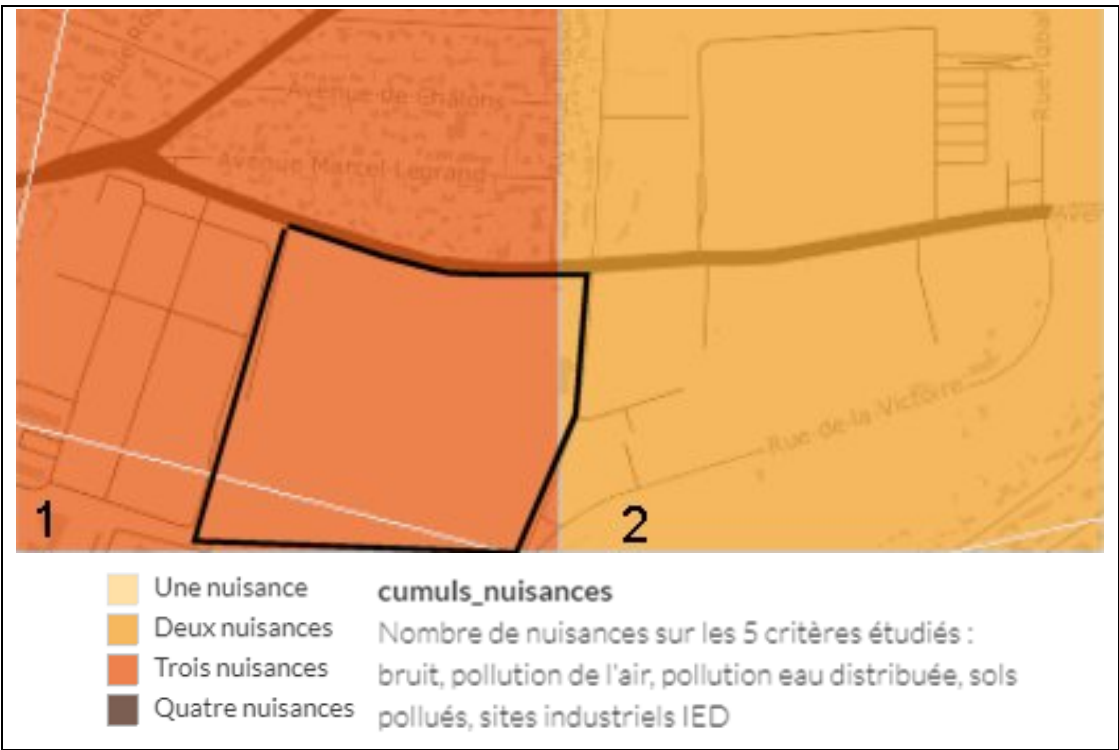 Avenue de Châlons
Avenue Marcel Legrand
Rue de la Victoire
1
2
Une nuisance
Deux nuisances
Trois nuisances
Quatre nuisances
cumuls_nuisances
Nombre de nuisances sur les 5 critères étudiés :
bruit, pollution de l'air, pollution eau distribuée, sols
pollués, sites industriels IED